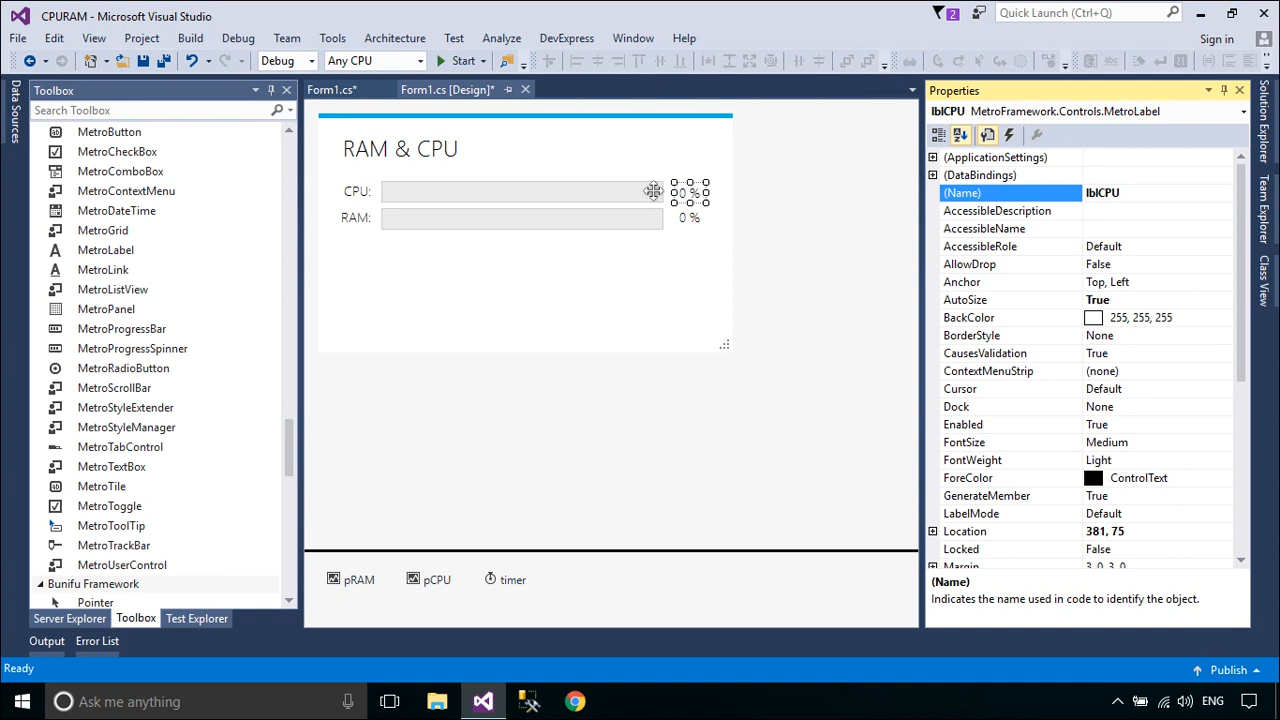 CPURAM - Microsoft Visual Studio
2
Quick Launch (Ctrl+Q)
File Edit View Project Build Debug Team Tools Architecture Test Analyze DevExpress Window Help
Sign in
Debug Any CPU Start
Data Sources
Toolbox
Search Toolbox
MetroButton
MetroCheckBox
MetroComboBox
MetroContextMenu
MetroDateTime
MetroGrid
MetroLabel
MetroLink
MetroListView
MetroPanel
MetroProgressBar
MetroProgressSpinner
MetroRadioButton
MetroScrollBar
MetroStyleExtender
MetroStyleManager
MetroTabControl
MetroTextBox
MetroTile
MetroToggle
MetroToolTip
MetroTrackBar
MetroUserControl
Bunifu Framework
Pointer
Server Explorer Toolbox Test Explorer
Output Error List
Form1.cs* Form1.cs [Design]*
RAM & CPU
CPU: 0 %
RAM: 0 %
pRAM pCPU timer
Properties
lblCPU MetroFramework.Controls.MetroLabel
(ApplicationSettings)
(DataBindings)
(Name) lblCPU
AccessibleDescription
AccessibleName
AccessibleRole Default
AllowDrop False
Anchor Top, Left
AutoSize True
BackColor 255, 255, 255
BorderStyle None
CausesValidation True
ContextMenuStrip (none)
Cursor Default
Dock None
Enabled True
FontSize Medium
FontWeight Light
ForeColor ControlText
GenerateMember True
LabelMode Default
Location 381, 75
Locked False
Margin 3, 0, 3, 0
(Name)
Indicates the name used in code to identify the object.
Solution Explorer
Team Explorer
Class View
Ready
Publish
Ask me anything
ENG